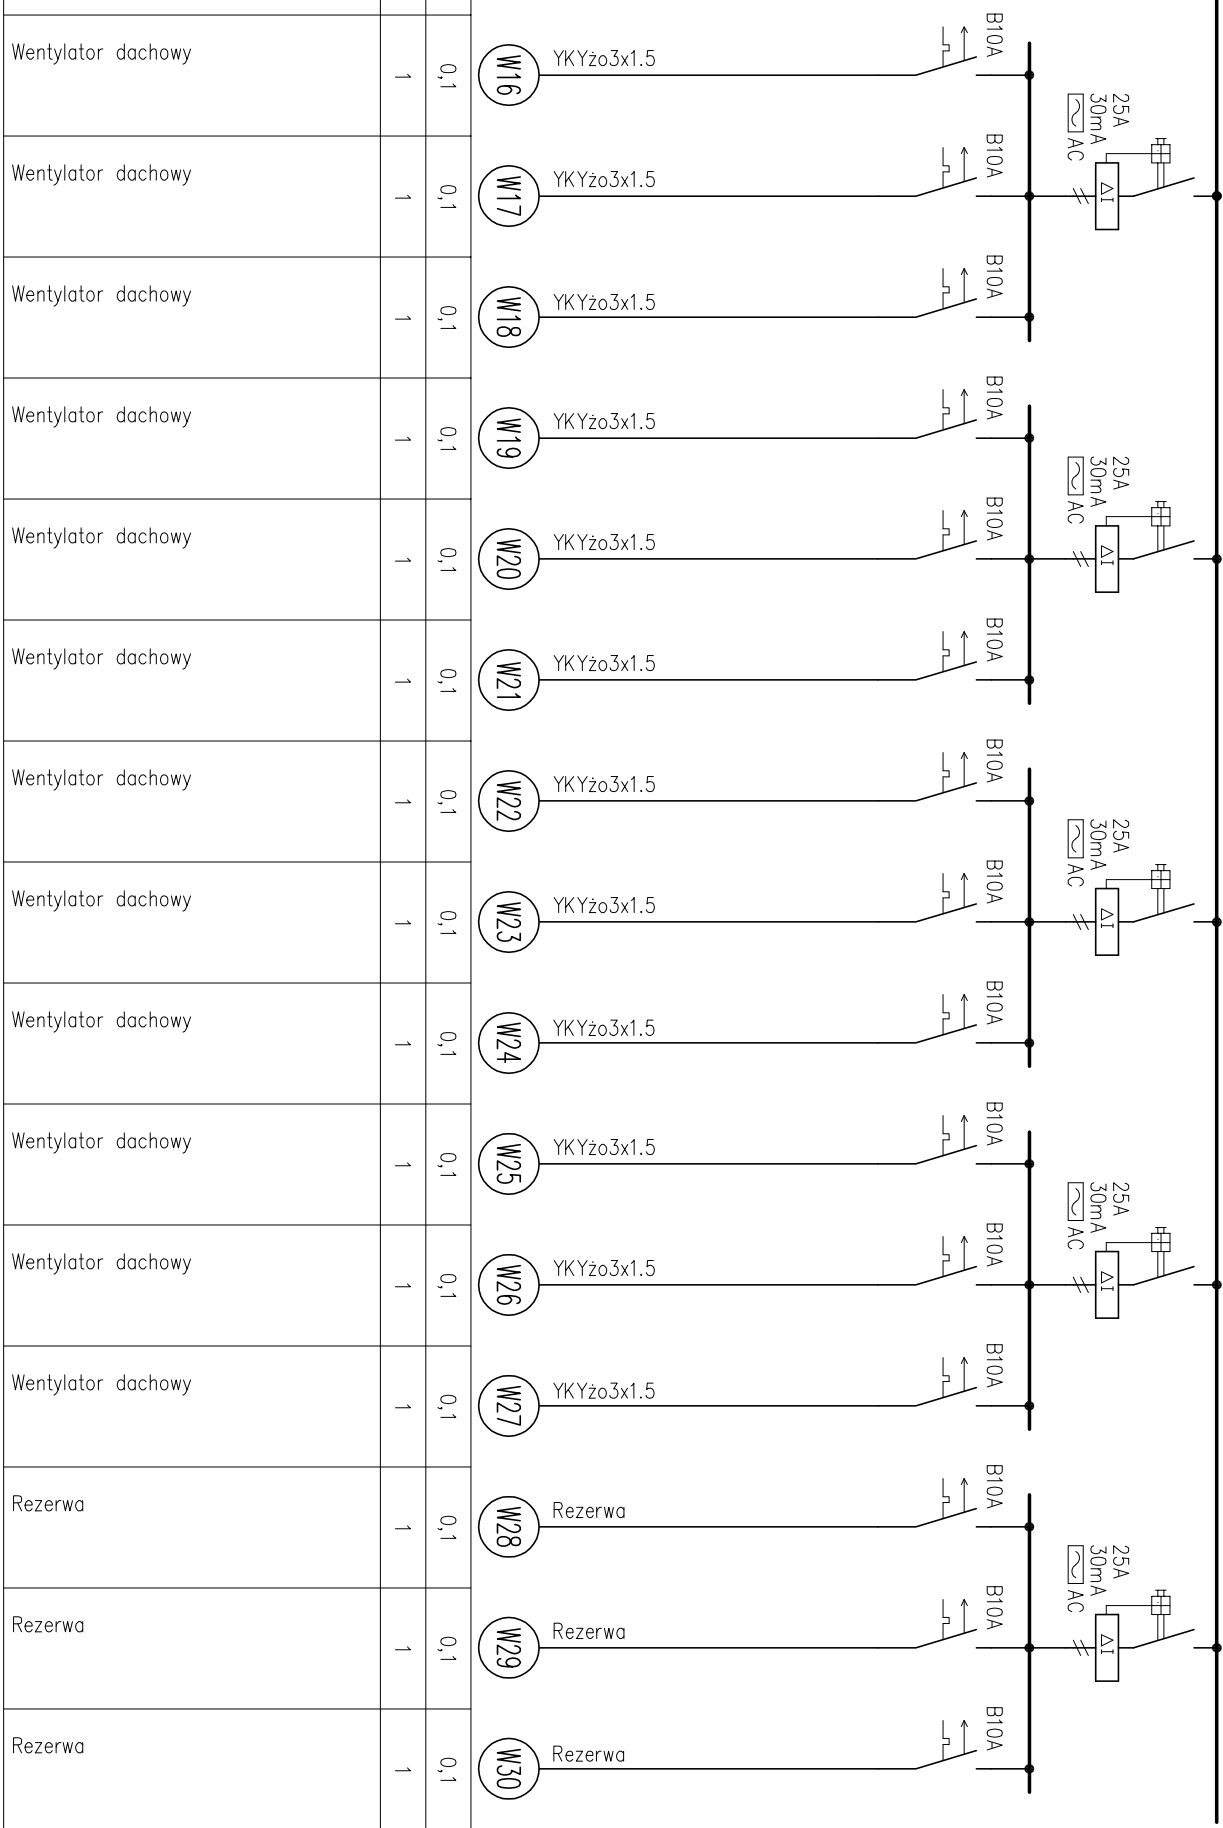 Wentylator dachowy
1
0,1
W16
YKYżo3x1.5
B10A
25A
30mA
AC
Wentylator dachowy
1
0,1
W17
YKYżo3x1.5
B10A
ΔI
Wentylator dachowy
1
0,1
W18
YKYżo3x1.5
B10A
Wentylator dachowy
1
0,1
W19
YKYżo3x1.5
B10A
25A
30mA
AC
Wentylator dachowy
1
0,1
W20
YKYżo3x1.5
B10A
ΔI
Wentylator dachowy
1
0,1
W21
YKYżo3x1.5
B10A
Wentylator dachowy
1
0,1
W22
YKYżo3x1.5
B10A
25A
30mA
AC
Wentylator dachowy
1
0,1
W23
YKYżo3x1.5
B10A
ΔI
Wentylator dachowy
1
0,1
W24
YKYżo3x1.5
B10A
Wentylator dachowy
1
0,1
W25
YKYżo3x1.5
B10A
25A
30mA
AC
Wentylator dachowy
1
0,1
W26
YKYżo3x1.5
B10A
ΔI
Wentylator dachowy
1
0,1
W27
YKYżo3x1.5
B10A
Rezerwa
1
0,1
W28
Rezerwa
B10A
25A
30mA
AC
Rezerwa
1
0,1
W29
Rezerwa
B10A
ΔI
Rezerwa
1
0,1
W30
Rezerwa
B10A